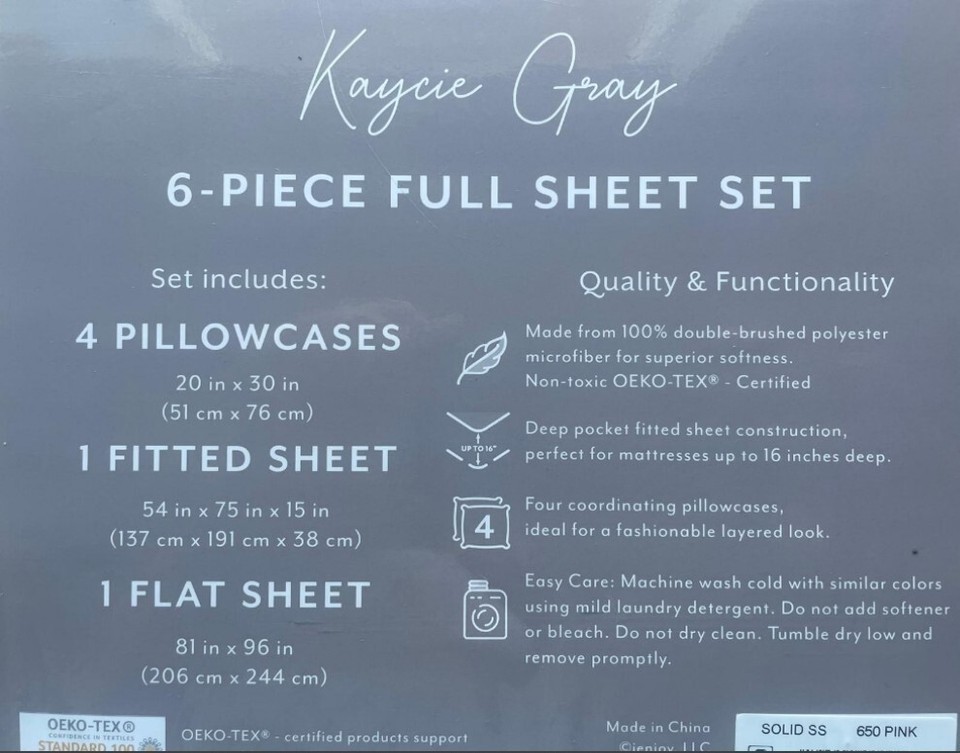 Kaycie Gray
6-PIECE FULL SHEET SET
Set includes:
4 PILLOWCASES
20 in x 30 in
(51 cm x 76 cm)
1 FITTED SHEET
54 in x 75 in x 15 in
(137 cm x 191 cm x 38 cm)
1 FLAT SHEET
81 in x 96 in
(206 cm x 244 cm)
Quality & Functionality
Made from 100% double-brushed polyester
microfiber for superior softness.
Non-toxic OEKO-TEX® - Certified
UP TO 16"
Deep pocket fitted sheet construction,
perfect for mattresses up to 16 inches deep.
4
Four coordinating pillowcases,
ideal for a fashionable layered look.
Easy Care: Machine wash cold with similar colors
using mild laundry detergent. Do not add softener
or bleach. Do not dry clean. Tumble dry low and
remove promptly.
OEKO-TEX®
CONFIDENCE IN TEXTILES
STANDARD 100
OEKO-TEX® - certified products support
Made in China
©ienjoy, LLC
SOLID SS 650 PINK